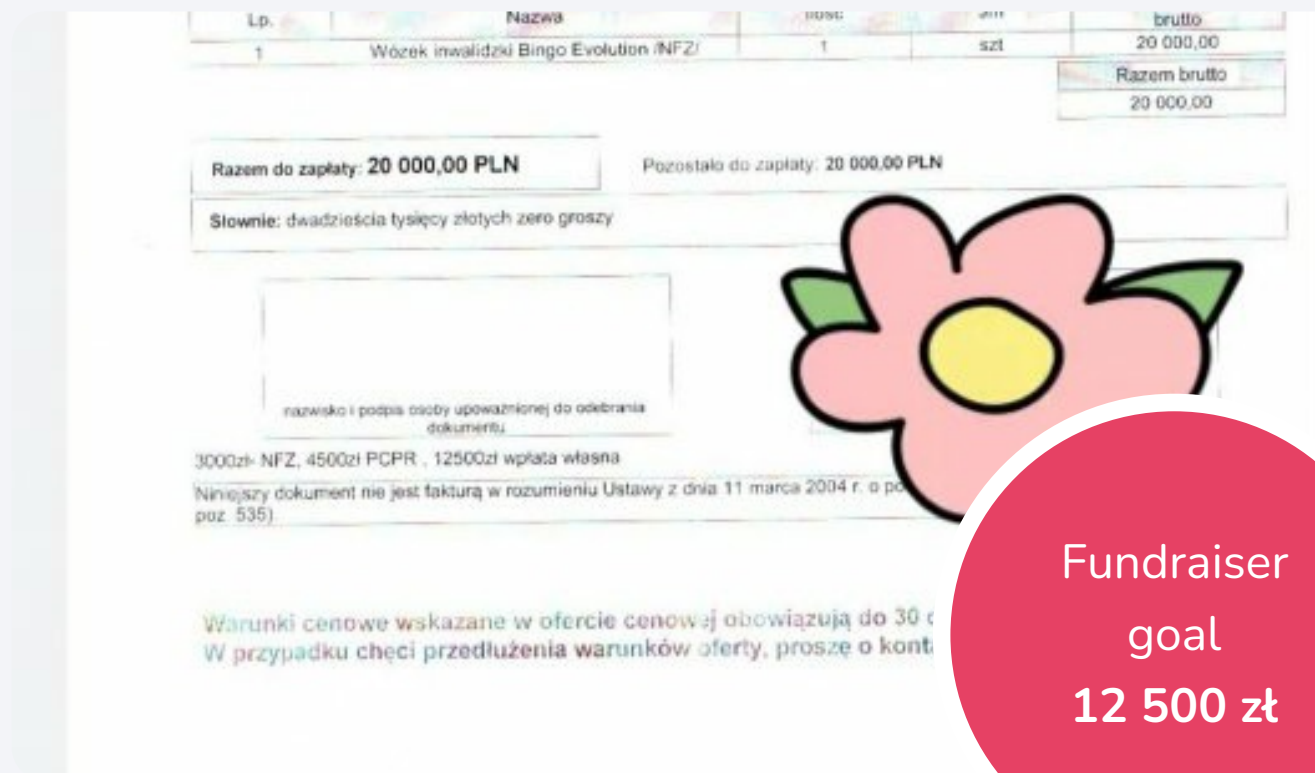 Lp. Nazwa Ilość Jm brutto
1 Wózek inwalidzki Bingo Evolution /NFZ/ 1 szt 20 000,00
Razem brutto
20 000,00
Razem do zapłaty: 20 000,00 PLN Pozostało do zapłaty: 20 000,00 PLN
Słownie: dwadzieścia tysięcy złotych zero groszy
nazwisko i podpis osoby upoważnionej do odebrania
dokumentu
3000zł- NFZ, 4500zł PCPR , 12500zł wpłata własna
Niniejszy dokument nie jest fakturą w rozumieniu Ustawy z dnia 11 marca 2004 r. o po
poz. 535)
Warunki cenowe wskazane w ofercie cenowej obowiązują do 30
W przypadku chęci przedłużenia warunków oferty, proszę o kont
Fundraiser
goal
12 500 zł